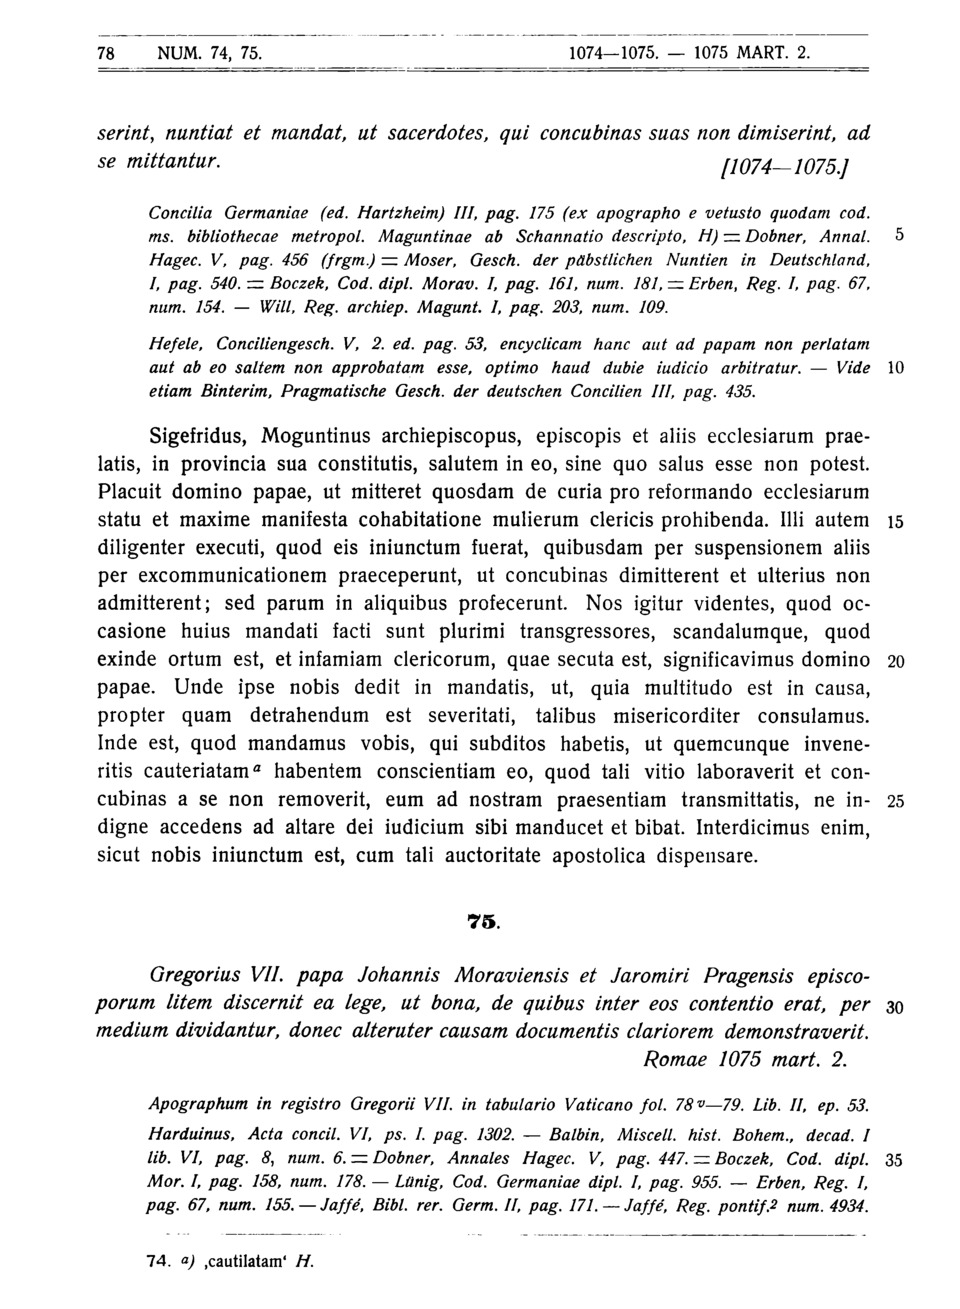 78 NUM. 74, 75. 1074—1075. — 1075 MART. 2.
serint, nuntiat et mandat, ut sacerdotes, qui concubinas suas non dimiserint, ad
se mittantur. [1074—1075.]
Concilia Germaniae (ed. Hartzheim) III, pag. 175 (ex apographo e vetusto quodam cod.
ms. bibliothecae metropol. Maguntinae ab Schannatio descripto, H) = Dobner, Annal. 5
Hagec. V, pag. 456 (frgm.) = Moser, Gesch. der päbstlichen Nuntien in Deutschland,
I, pag. 540. = Boczek, Cod. dipl. Morav. I, pag. 161, num. 181, = Erben, Reg. I, pag. 67,
num. 154. — Will, Reg. archiep. Magunt. I, pag. 203, num. 109.
Hefele, Conciliengesch. V, 2. ed. pag. 53, encyclicam hanc aut ad papam non perlatam
aut ab eo saltem non approbatam esse, optimo haud dubie iudicio arbitratur. — Vide 10
etiam Binterim, Pragmatische Gesch. der deutschen Concilien III, pag. 435.
Sigefridus, Moguntinus archiepiscopus, episcopis et aliis ecclesiarum prae-
latis, in provincia sua constitutis, salutem in eo, sine quo salus esse non potest.
Placuit domino papae, ut mitteret quosdam de curia pro reformando ecclesiarum
statu et maxime manifesta cohabitatione mulierum clericis prohibenda. Illi autem 15
diligenter executi, quod eis iniunctum fuerat, quibusdam per suspensionem aliis
per excommunicationem praeceperunt, ut concubinas dimitterent et ulterius non
admitterent; sed parum in aliquibus profecerunt. Nos igitur videntes, quod oc-
casione huius mandati facti sunt plurimi transgressores, scandalumque, quod
exinde ortum est, et infamiam clericorum, quae secuta est, significavimus domino 20
papae. Unde ipse nobis dedit in mandatis, ut, quia multitudo est in causa,
propter quam detrahendum est severitati, talibus misericorditer consulamus.
Inde est, quod mandamus vobis, qui subditos habetis, ut quemcunque invene-
ritis cauteriatam a habentem conscientiam eo, quod tali vitio laboraverit et con-
cubinas a se non removerit, eum ad nostram praesentiam transmittatis, ne in- 25
digne accedens ad altare dei iudicium sibi manducet et bibat. Interdicimus enim,
sicut nobis iniunctum est, cum tali auctoritate apostolica dispensare.
75.
Gregorius VII. papa Johannis Moraviensis et Jaromiri Pragensis episco-
porum litem discernit ea lege, ut bona, de quibus inter eos contentio erat, per 30
medium dividantur, donec alteruter causam documentis clariorem demonstraverit.
Romae 1075 mart. 2.
Apographum in registro Gregorii VII. in tabulario Vaticano fol. 78 v—79. Lib. II, ep. 53.
Harduinus, Acta concil. VI, ps. I. pag. 1302. — Balbin, Miscell. hist. Bohem., decad. I
lib. VI, pag. 8, num. 6. = Dobner, Annales Hagec. V, pag. 447. = Boczek, Cod. dipl. 35
Mor. I, pag. 158, num. 178. — Lünig, Cod. Germaniae dipl. I, pag. 955. — Erben, Reg. I,
pag. 67, num. 155. — Jaffé, Bibl. rer. Germ. II, pag. 171. — Jaffé, Reg. pontif.2 num. 4934.
74. a) ‚cautilatam‘ H.